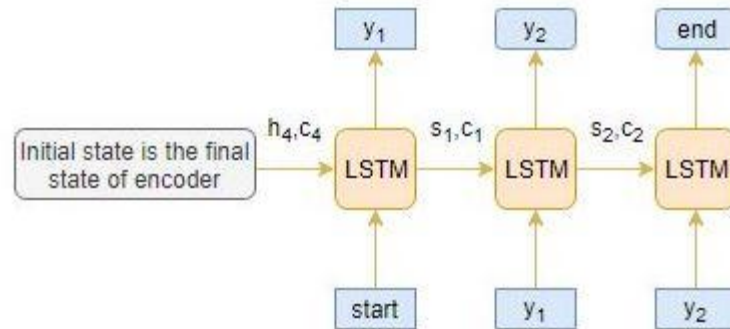 y₁
y₂
end
h₄,c₄
s₁,c₁
s₂,c₂
Initial state is the final
state of encoder
LSTM
LSTM
LSTM
start
y₁
y₂